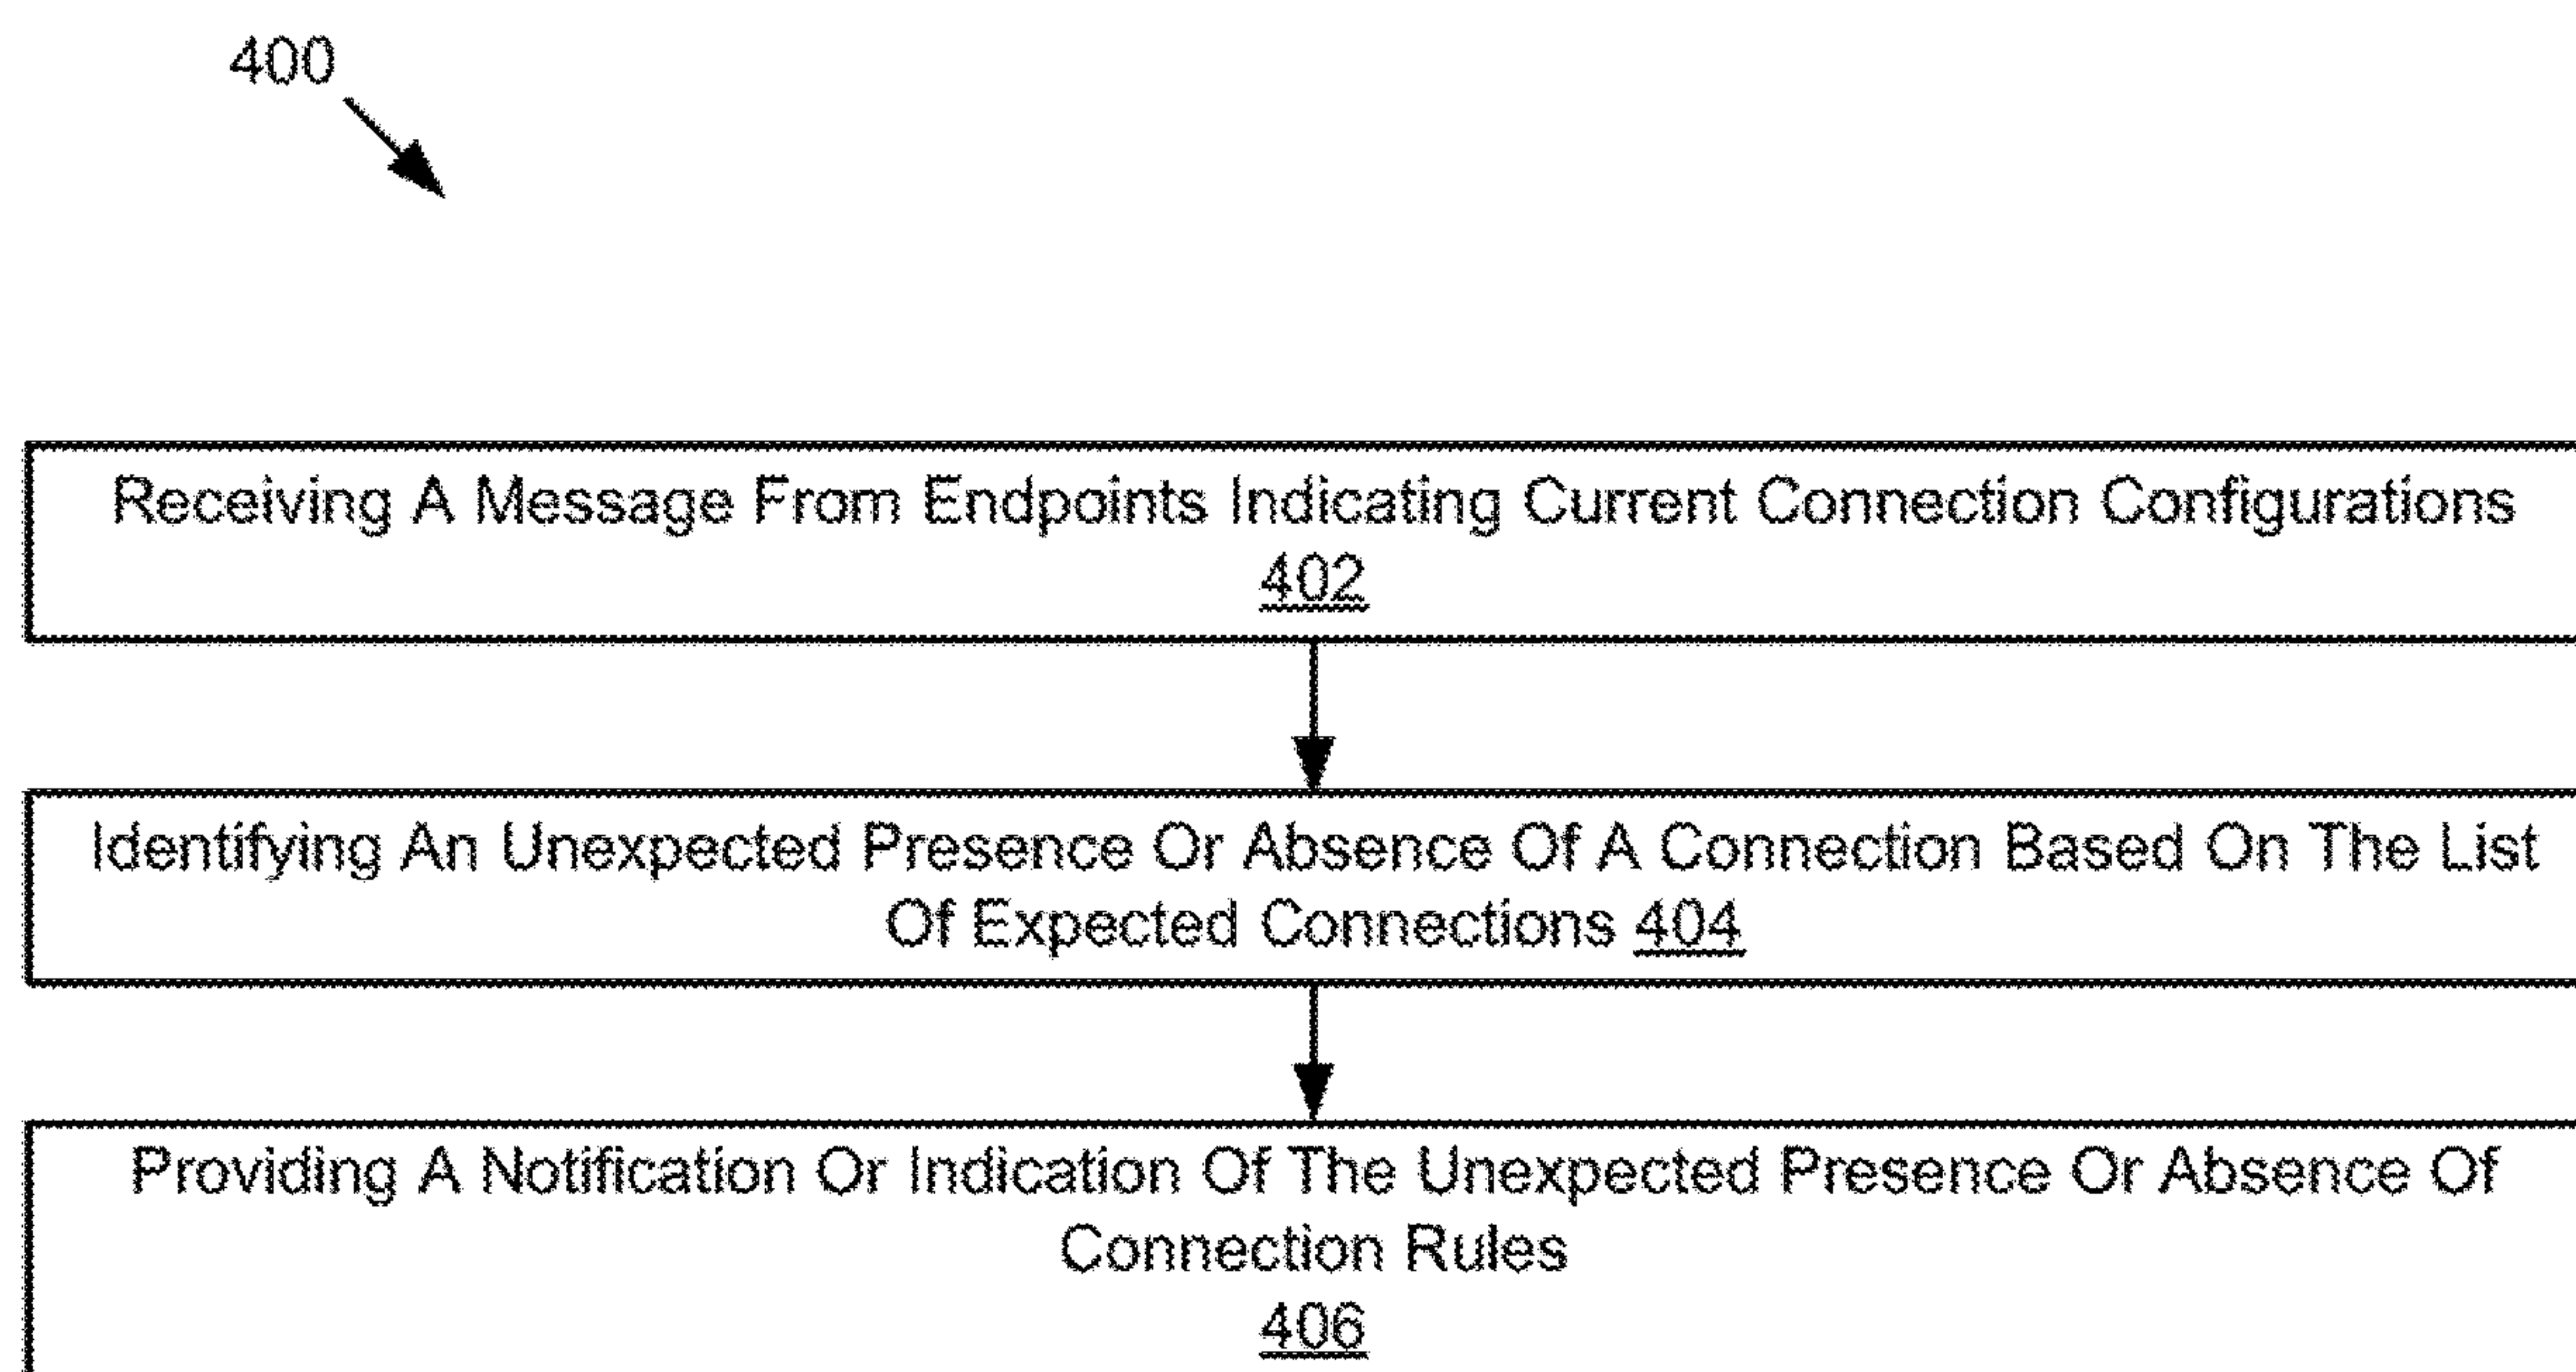 400
Receiving A Message From Endpoints Indicating Current Connection Configurations
402
Identifying An Unexpected Presence Or Absence Of A Connection Based On The List
Of Expected Connections 404
Providing A Notification Or Indication Of The Unexpected Presence Or Absence Of
Connection Rules
406